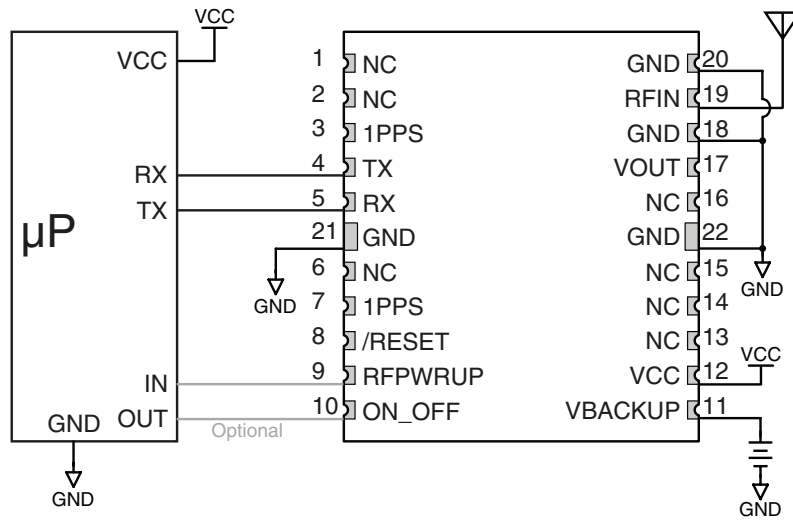 VCC
VCC
RX
TX
µP
IN
OUT
GND
GND
Optional
1 NC
2 NC
3 1PPS
4 TX
5 RX
21 GND
GND
6 NC
7 1PPS
8 /RESET
9 RFPWRUP
10 ON_OFF
GND 20
RFIN 19
GND 18
VOUT 17
NC 16
GND 22
NC 15
GND
NC 14
NC 13
VCC
VCC 12
VBACKUP 11
GND